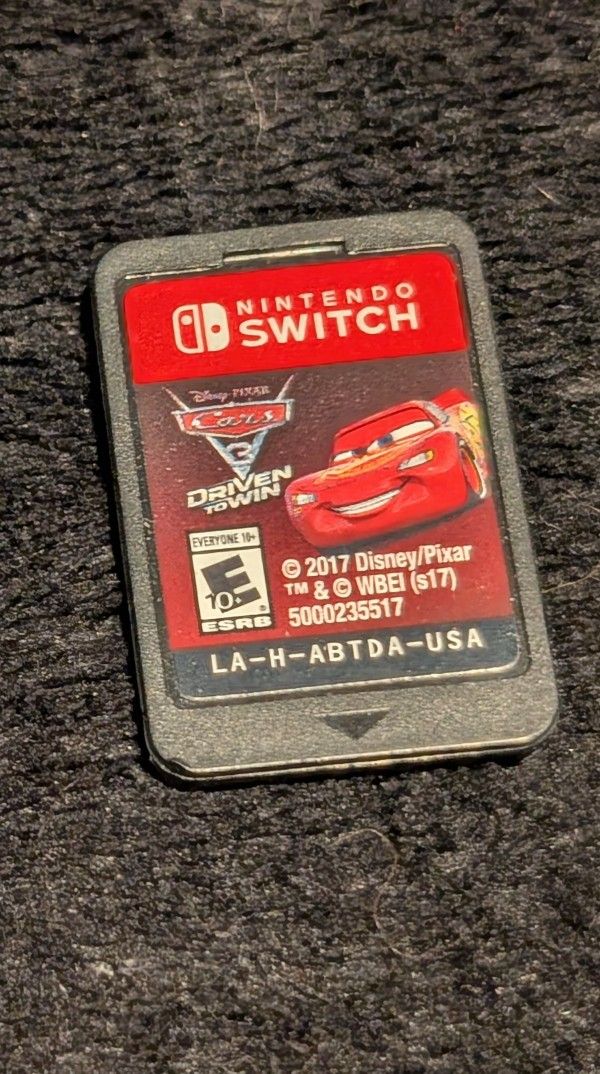 NINTENDO
SWITCH
Disney·PIXAR
Cars
3
DRIVEN
TO WIN
EVERYONE 10+
E
10+
ESRB
© 2017 Disney/Pixar
TM & © WBEI (s17)
5000235517
LA-H-ABTDA-USA